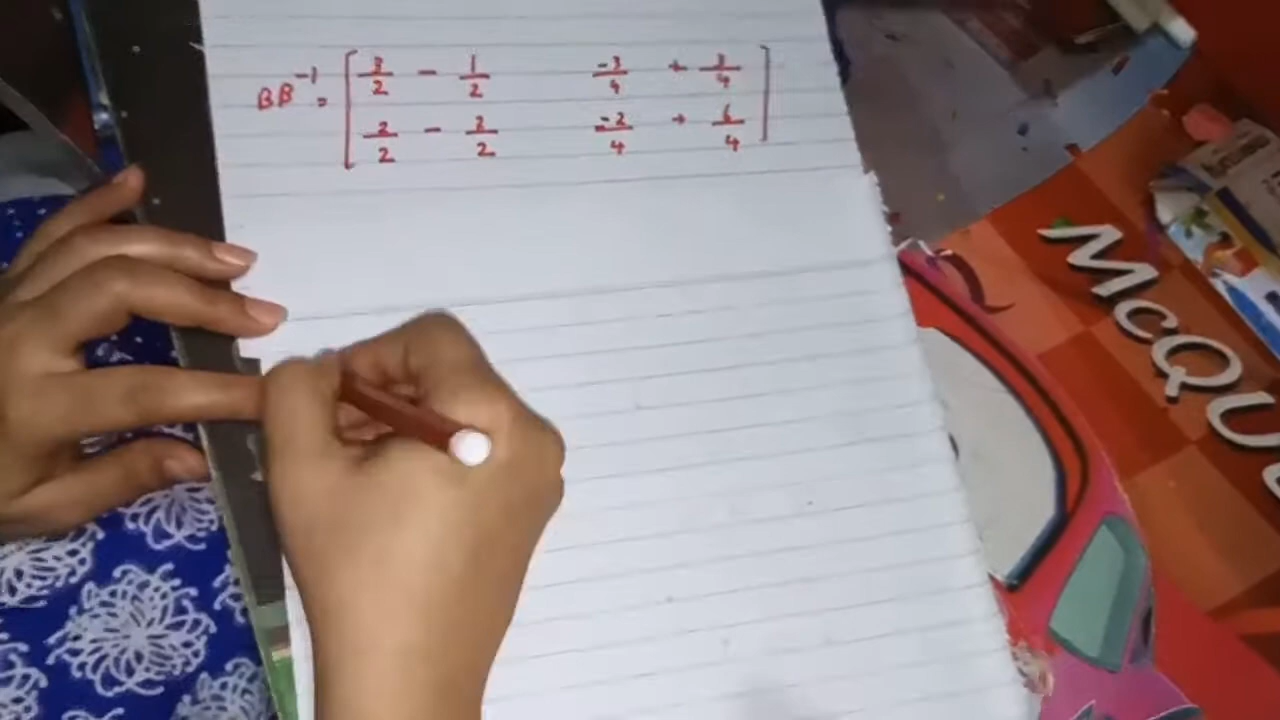 BB⁻¹ = [ 3/2 - 1/2   -3/4 + 3/4
2/2 - 2/2   -2/4 + 6/4 ]
McQU